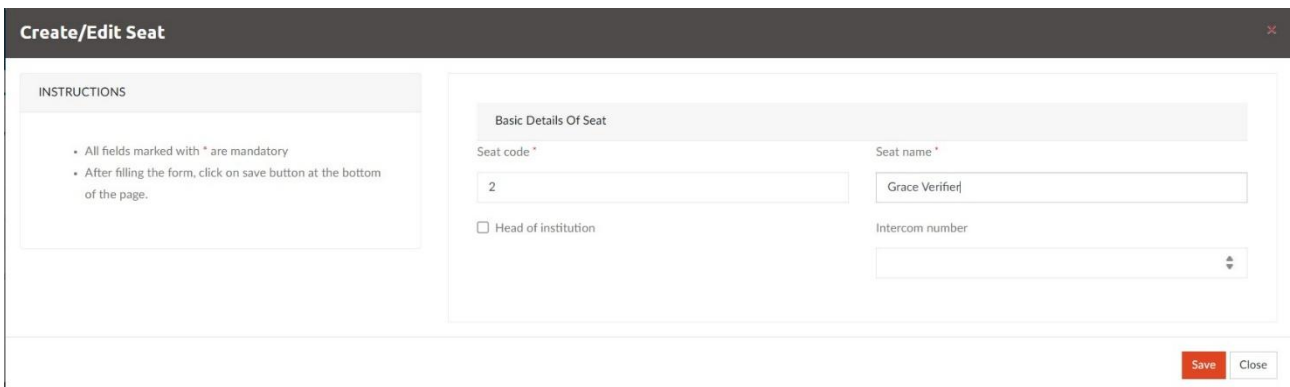 Create/Edit Seat
×
INSTRUCTIONS
• All fields marked with * are mandatory
• After filling the form, click on save button at the bottom
of the page.
Basic Details Of Seat
Seat code *
Seat name *
2
Grace Verifier
Head of institution
Intercom number
Save
Close